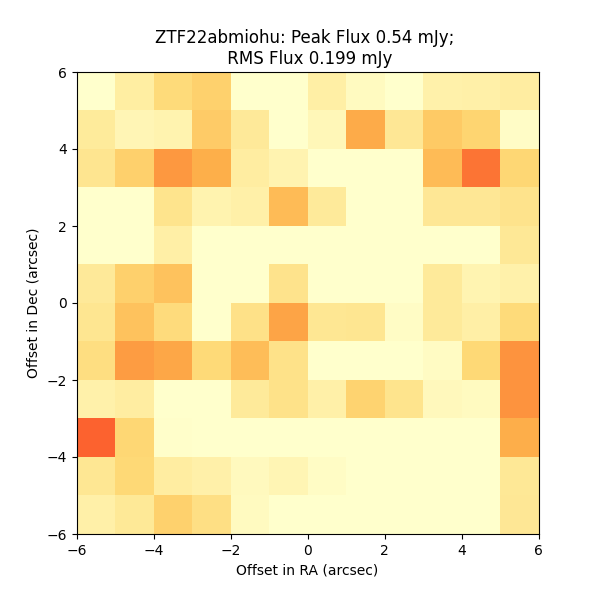 ZTF22abmiohu: Peak Flux 0.54 mJy;
RMS Flux 0.199 mJy
6
4
2
0
−2
−4
−6
Offset in Dec (arcsec)
−6 −4 −2 0 2 4 6
Offset in RA (arcsec)